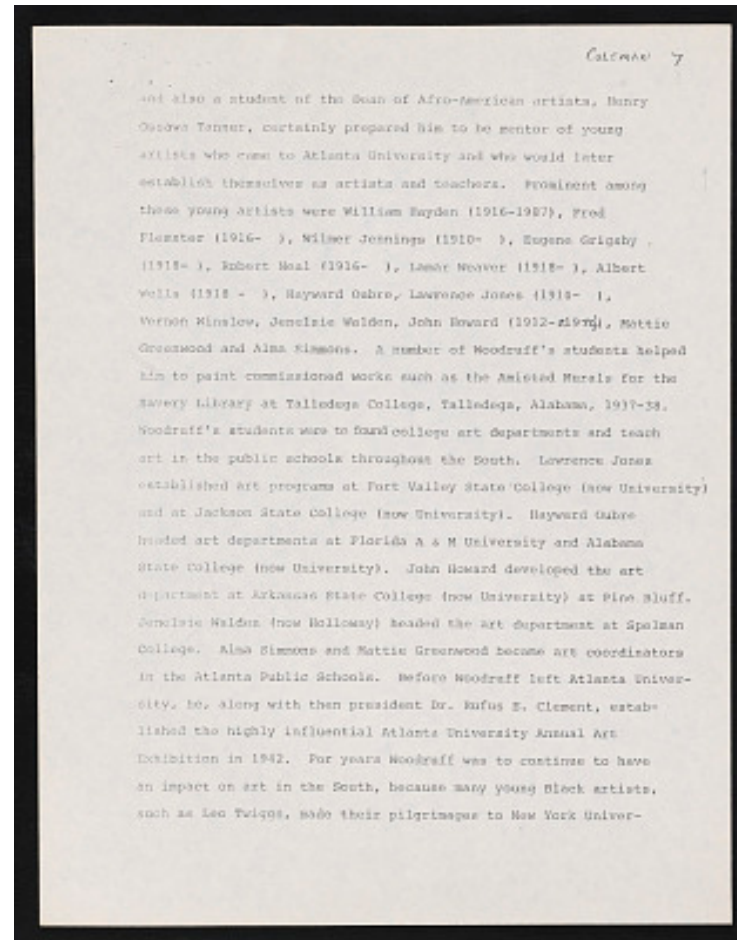 Coleman 7
and also a student of the Dean of Afro-American artists, Henry
Ossawa Tanner, certainly prepared him to be mentor of young
artists who came to Atlanta University and who would later
establish themselves as artists and teachers. Prominent among
these young artists were William Hayden (1916-1987), Fred
Flemster (1916- ), Wilmer Jennings (1910- ), Eugene Grigsby
(1918- ), Robert Neal (1916- ), Lamar Weaver (1918- ), Albert
Wells (1918 - ), Hayward Oubre, Lawrence Jones (1910- ),
Vernon Winslow, Jenelsie Walden, John Howard (1912- ), Mattie
Greenwood and Alma Simmons. A number of Woodruff's students helped
him to paint commissioned works such as the Amistad Murals for the
Savery Library at Talledega College, Talledega, Alabama, 1937-38.
Woodruff's students were to found college art departments and teach
art in the public schools throughout the South. Lawrence Jones
established art programs at Fort Valley State College (now University)
and at Jackson State College (now University). Hayward Oubre
headed art departments at Florida A & M University and Alabama
State College (now University). John Howard developed the art
department at Arkansas State College (now University) at Pine Bluff.
Jenelsie Walden (now Holloway) headed the art department at Spelman
College. Alma Simmons and Mattie Greenwood became art coordinators
in the Atlanta Public Schools. Before Woodruff left Atlanta Univer-
sity, he, along with then president Dr. Rufus E. Clement, estab-
lished the highly influential Atlanta University Annual Art
Exhibition in 1942. For years Woodruff was to continue to have
an impact on art in the South, because many young Black artists,
such as Leo Twiggs, made their pilgrimages to New York Univer-